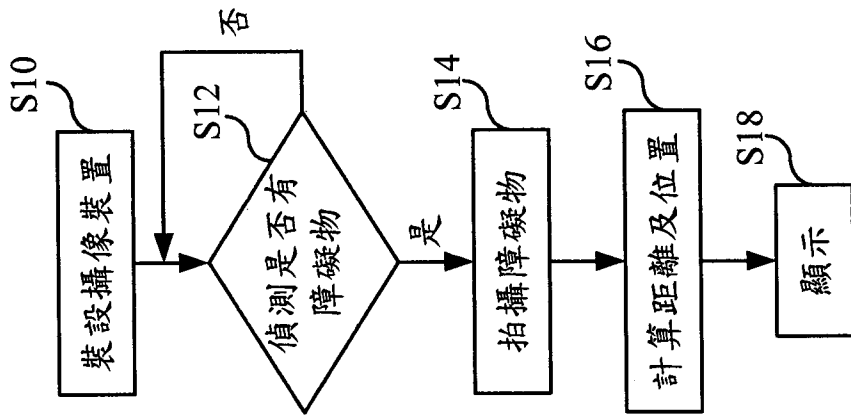 S10
裝設攝像裝置
否
S12
偵測是否有
障礙物
是
S14
拍攝障礙物
S16
計算距離及位置
S18
顯示